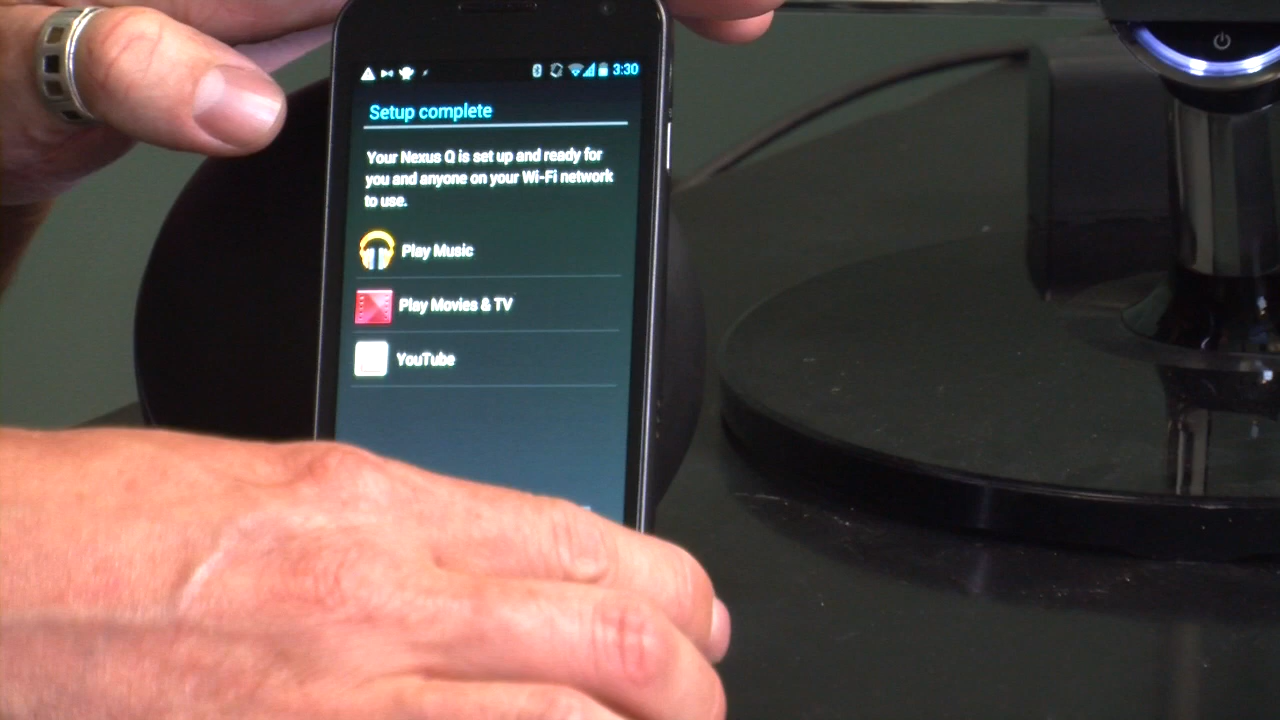 3:30
Setup complete
Your Nexus Q is set up and ready for
you and anyone on your Wi-Fi network
to use.
Play Music
Play Movies & TV
YouTube